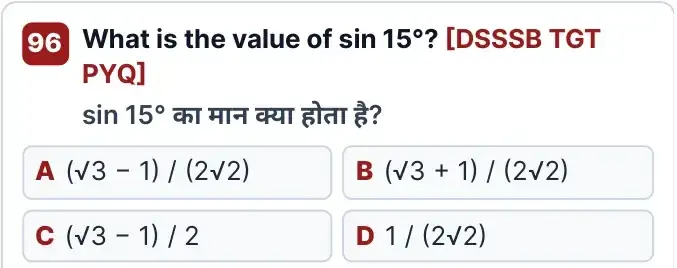 96 What is the value of sin 15°? [DSSSB TGT
PYQ]
sin 15° का मान क्या होता है?
A (√3 − 1) / (2√2) B (√3 + 1) / (2√2)
C (√3 − 1) / 2 D 1 / (2√2)